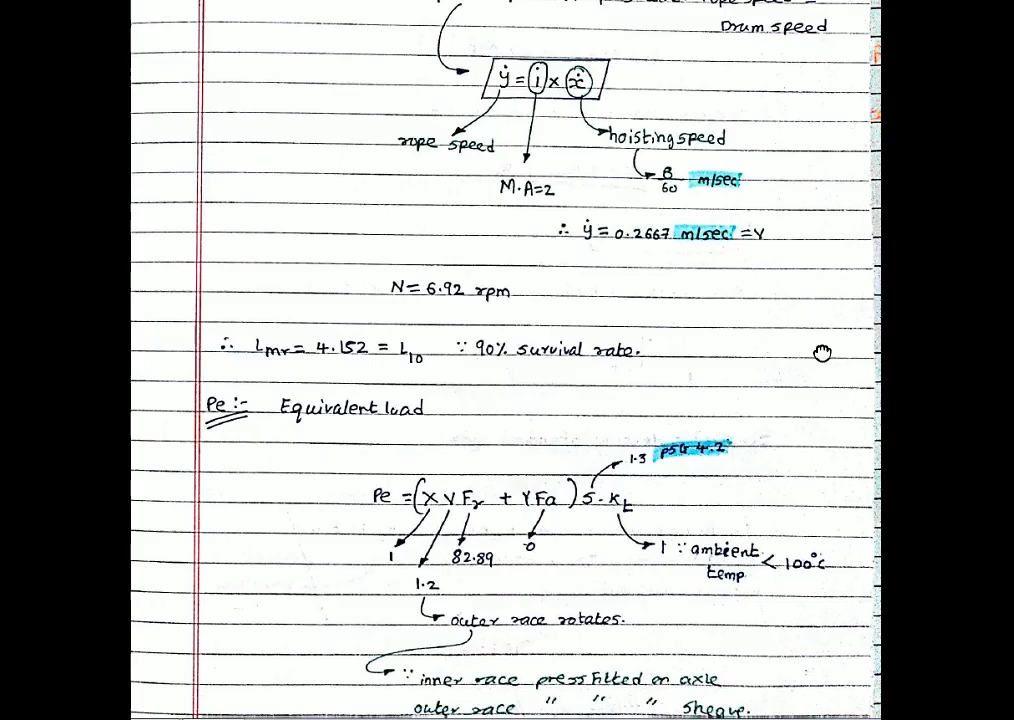 Drum speed
ẏ = i × ẋ
rope speed
hoisting speed
M.A=2
8/60 m/sec.
∴ ẏ = 0.2667 m/sec. = V
N = 6.92 rpm
∴ Lmr = 4.152 = L10 ∵ 90% survival rate.
Pe :- Equivalent load
1.3 PSG 4.2
Pe = (X V Fr + Y Fa) S. Kt
1
82.89
0
1 ∵ ambient temp < 100°C
1.2
outer race rotates.
∵ inner race press fitted on axle
outer race " " " sheave.